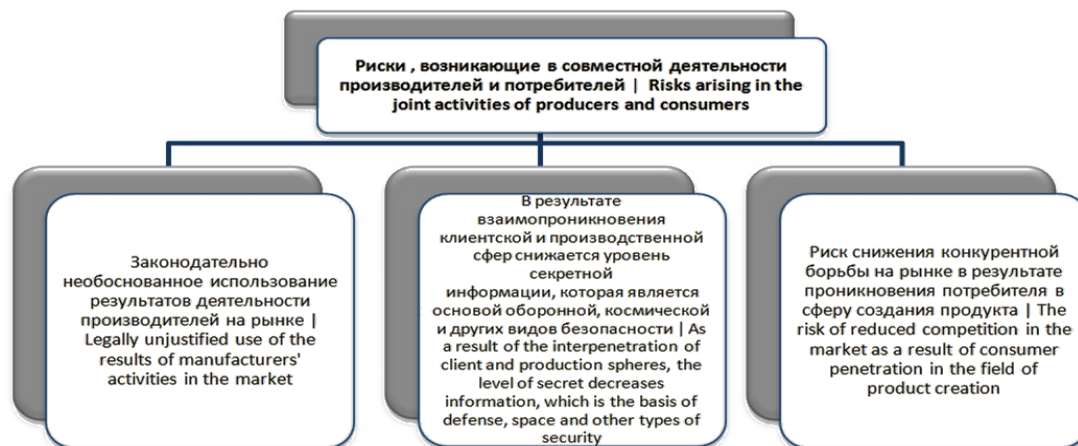 Риски , возникающие в совместной деятельности
производителей и потребителей | Risks arising in the
joint activities of producers and consumers
Законодательно
необоснованное использование
результатов деятельности
производителей на рынке |
Legally unjustified use of the
results of manufacturers'
activities in the market
В результате
взаимопроникновения
клиентской и производственной
сфер снижается уровень
секретной
информации, которая является
основой оборонной, космической
и других видов безопасности | As
a result of the interpenetration of
client and production spheres, the
level of secret decreases
information, which is the basis of
defense, space and other types of
security
Риск снижения конкурентной
борьбы на рынке в результате
проникновения потребителя в
сферу создания продукта | The
risk of reduced competition in the
market as a result of consumer
penetration in the field of
product creation